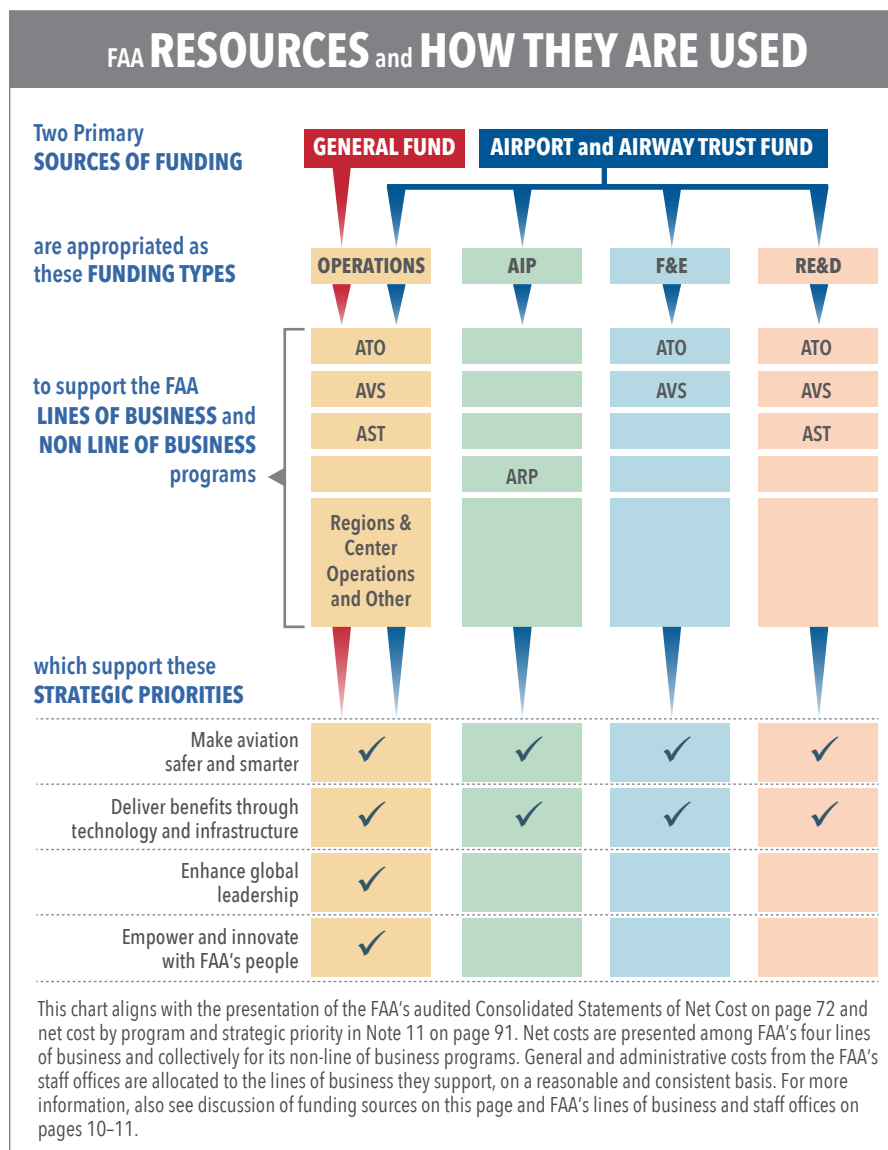 FAA RESOURCES and HOW THEY ARE USED
Two Primary
SOURCES OF FUNDING
GENERAL FUND
AIRPORT and AIRWAY TRUST FUND
are appropriated as
these FUNDING TYPES
OPERATIONS
AIP
F&E
RE&D
to support the FAA
LINES OF BUSINESS and
NON LINE OF BUSINESS
programs
ATO
ATO
ATO
AVS
AVS
AVS
AST
AST
ARP
Regions &
Center
Operations
and Other
which support these
STRATEGIC PRIORITIES
Make aviation
safer and smarter
Deliver benefits through
technology and infrastructure
Enhance global
leadership
Empower and innovate
with FAA's people
This chart aligns with the presentation of the FAA's audited Consolidated Statements of Net Cost on page 72 and
net cost by program and strategic priority in Note 11 on page 91. Net costs are presented among FAA's four lines
of business and collectively for its non-line of business programs. General and administrative costs from the FAA's
staff offices are allocated to the lines of business they support, on a reasonable and consistent basis. For more
information, also see discussion of funding sources on this page and FAA's lines of business and staff offices on
pages 10–11.